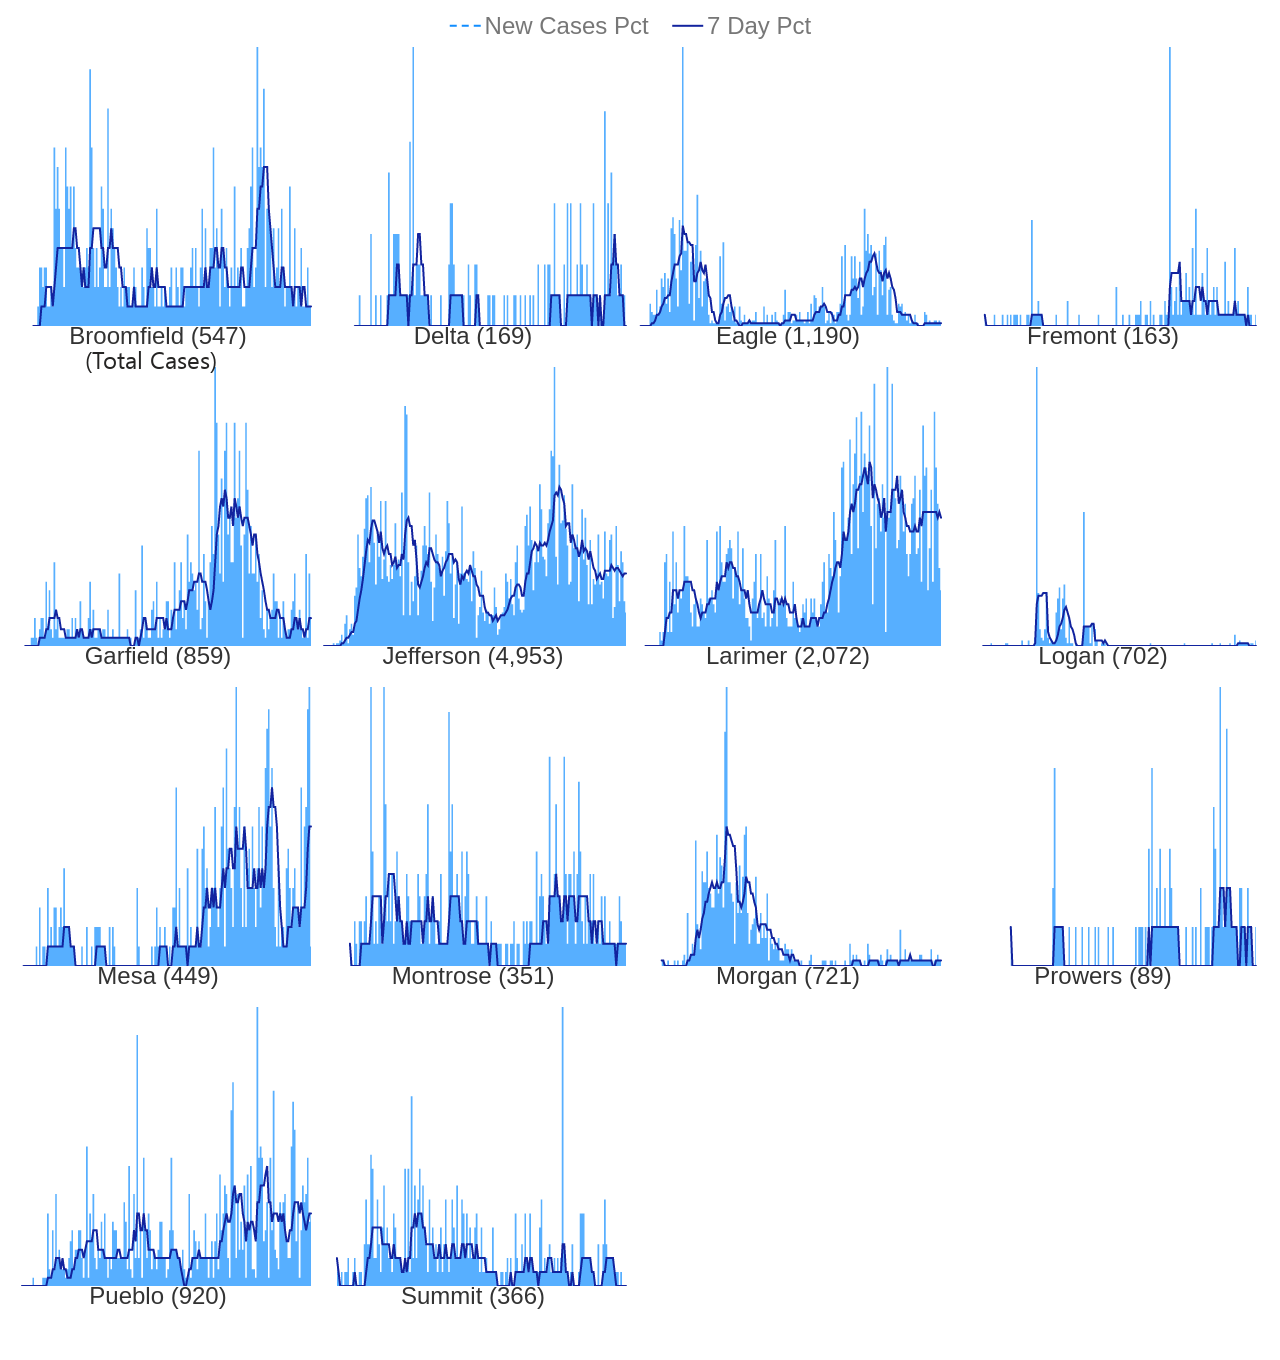 New Cases Pct 7 Day Pct
Broomfield (547) Delta (169) Eagle (1,190) Fremont (163)
(Total Cases)
Garfield (859) Jefferson (4,953) Larimer (2,072) Logan (702)
Mesa (449) Montrose (351) Morgan (721) Prowers (89)
Pueblo (920) Summit (366)